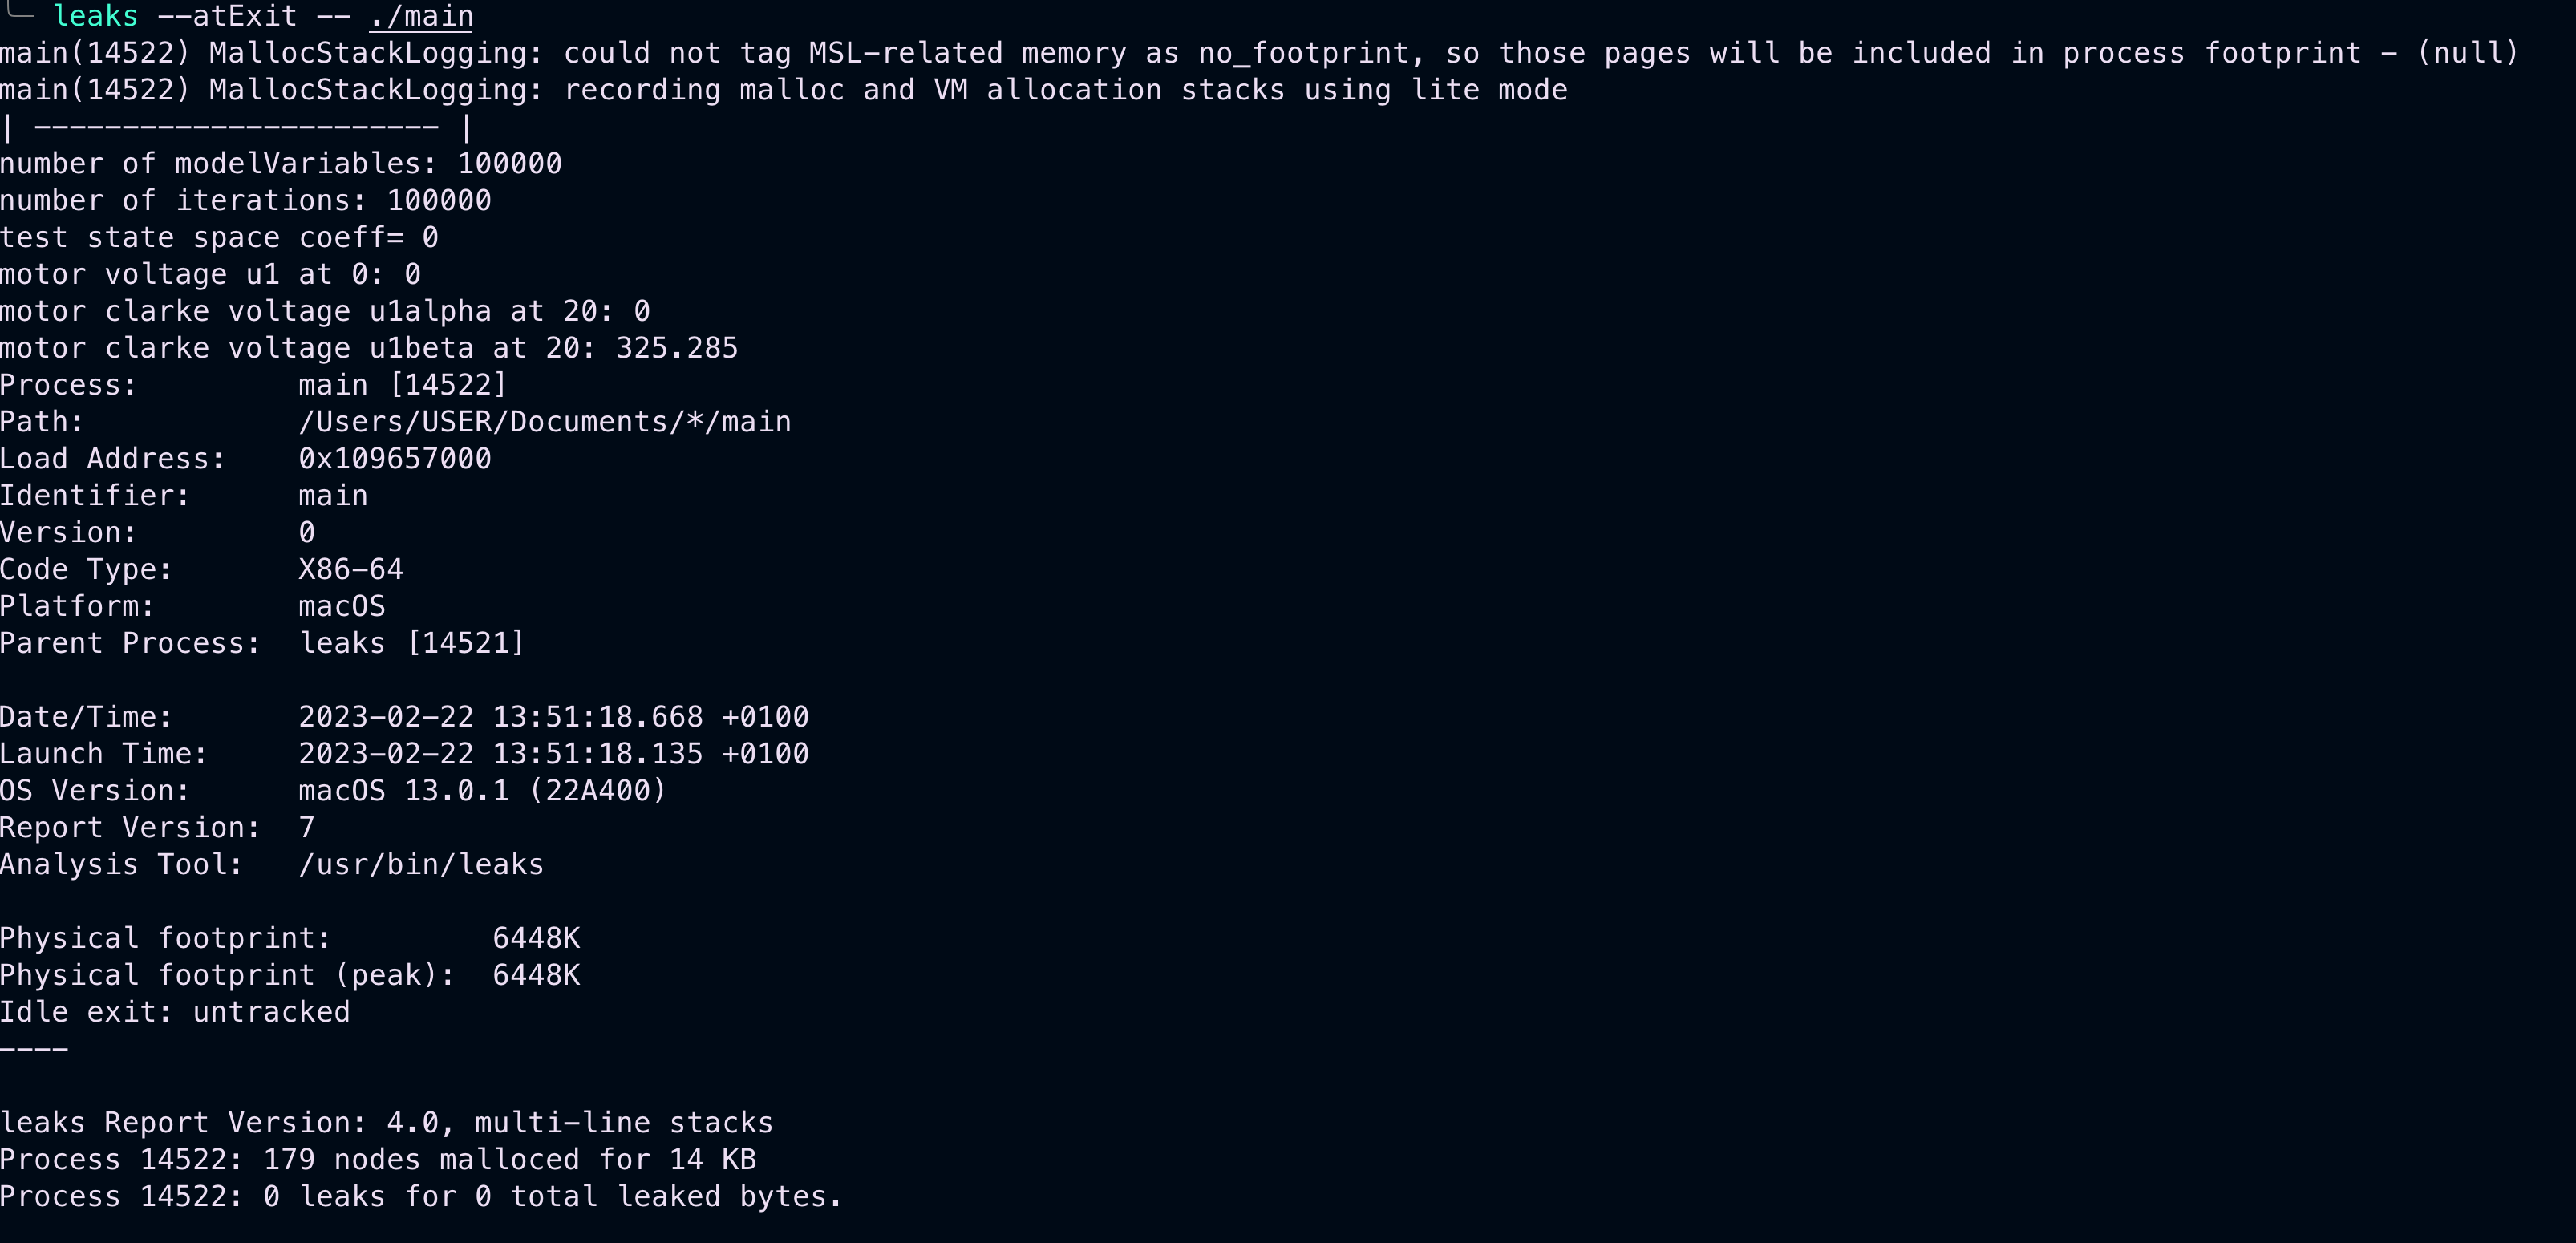 leaks --atExit -- ./main
main(14522) MallocStackLogging: could not tag MSL-related memory as no_footprint, so those pages will be included in process footprint - (null)
main(14522) MallocStackLogging: recording malloc and VM allocation stacks using lite mode
| ----------------------- |
number of modelVariables: 100000
number of iterations: 100000
test state space coeff= 0
motor voltage u1 at 0: 0
motor clarke voltage u1alpha at 20: 0
motor clarke voltage u1beta at 20: 325.285
Process:         main [14522]
Path:            /Users/USER/Documents/*/main
Load Address:    0x109657000
Identifier:      main
Version:         0
Code Type:       X86-64
Platform:        macOS
Parent Process:  leaks [14521]
Date/Time:       2023-02-22 13:51:18.668 +0100
Launch Time:     2023-02-22 13:51:18.135 +0100
OS Version:      macOS 13.0.1 (22A400)
Report Version:  7
Analysis Tool:   /usr/bin/leaks
Physical footprint:         6448K
Physical footprint (peak):  6448K
Idle exit: untracked
----
leaks Report Version: 4.0, multi-line stacks
Process 14522: 179 nodes malloced for 14 KB
Process 14522: 0 leaks for 0 total leaked bytes.